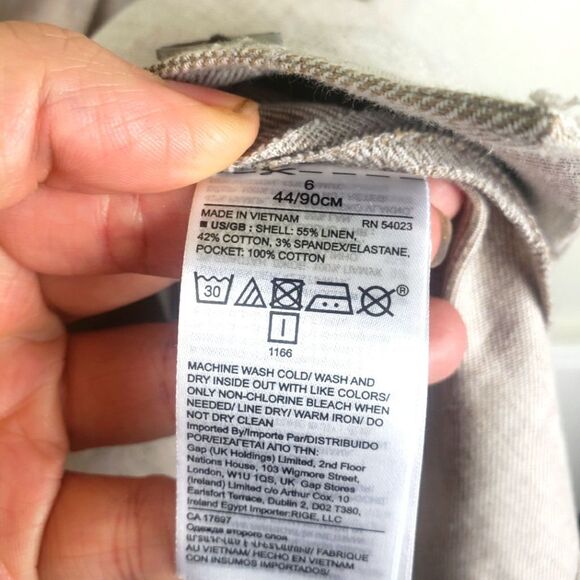 6
44/90CM
MADE IN VIETNAM RN 54023
■ US/GB : SHELL: 55% LINEN,
42% COTTON, 3% SPANDEX/ELASTANE,
POCKET: 100% COTTON
30 ®
I
1166
MACHINE WASH COLD/ WASH AND
DRY INSIDE OUT WITH LIKE COLORS/
ONLY NON-CHLORINE BLEACH WHEN
NEEDED/ LINE DRY/ WARM IRON/ DO
NOT DRY CLEAN
Imported By/Importe Par/DISTRIBUIDO
POR/ΕΙΣΑΓΕΤΑΙ ΑΠΟ ΤΗΝ:
Gap (UK Holdings) Limited, 2nd Floor
Nations House, 103 Wigmore Street,
London, W1U 1QS, UK Gap Stores
(Ireland) Limited c/o Arthur Cox, 10
Earlsfort Terrace, Dublin 2, D02 T380,
Ireland Egypt Importer:RIGE, LLC
CA 17697
Одежда второго слоя
/ FABRIQUE
AU VIETNAM/ HECHO EN VIETNAM
CON INSUMOS IMPORTADOS